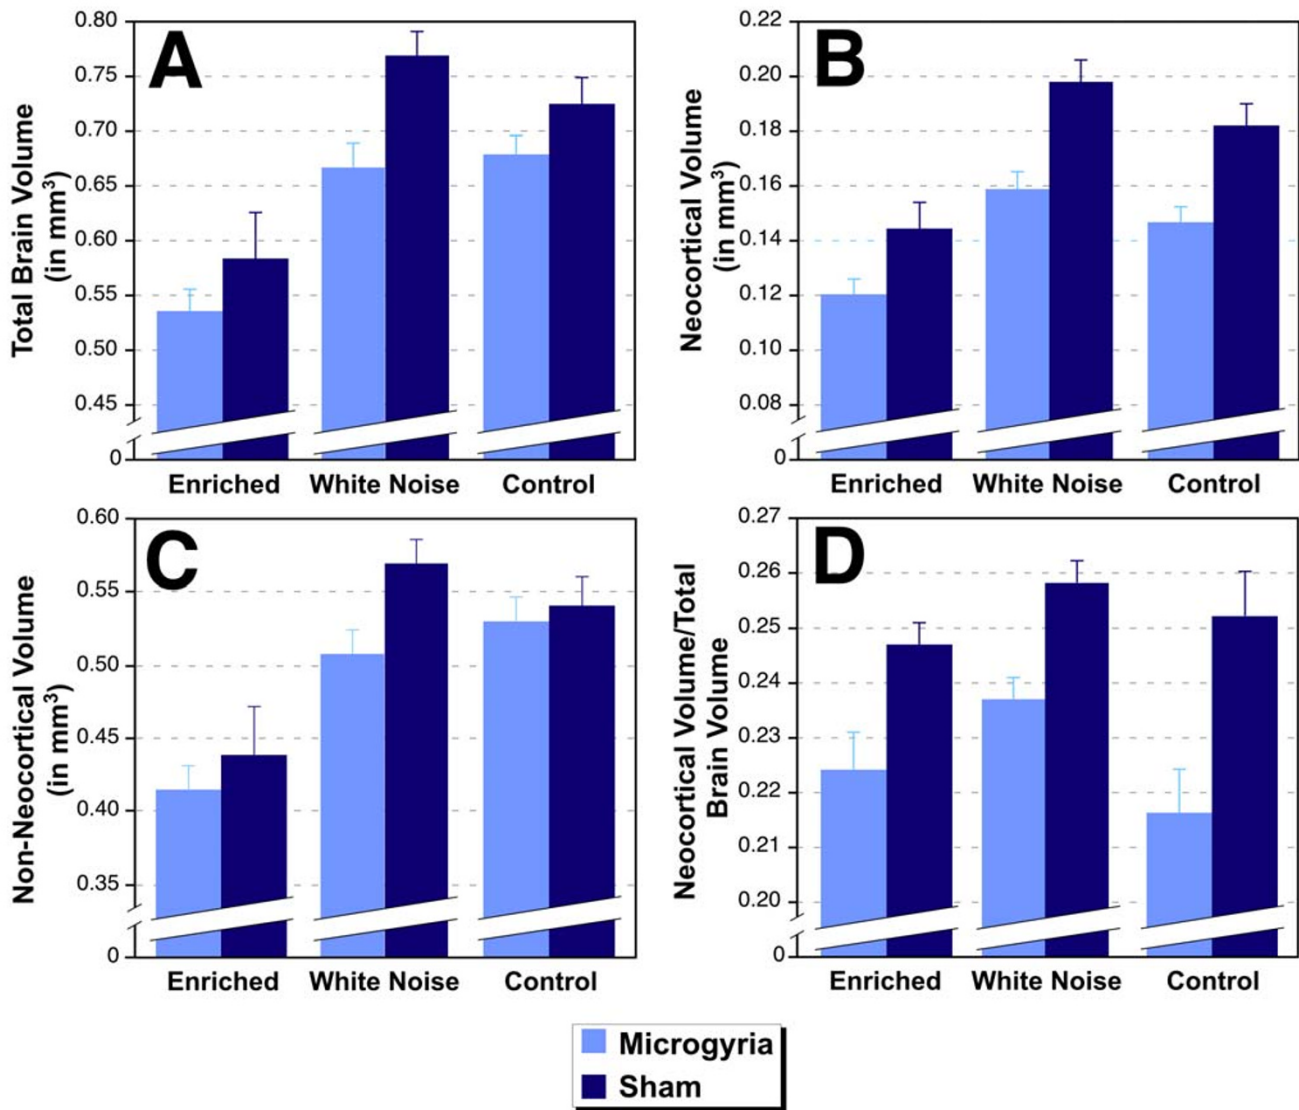 A
Total Brain Volume
(in mm³)
0.80
0.75
0.70
0.65
0.60
0.55
0.50
0.45
0
Enriched White Noise Control
B
Neocortical Volume
(in mm³)
0.22
0.20
0.18
0.16
0.14
0.12
0.10
0.08
0
Enriched White Noise Control
C
Non-Neocortical Volume
(in mm³)
0.60
0.55
0.50
0.45
0.40
0.35
0
Enriched White Noise Control
D
Neocortical Volume/Total
Brain Volume
0.27
0.26
0.25
0.24
0.23
0.22
0.21
0.20
0
Enriched White Noise Control
Microgyria
Sham